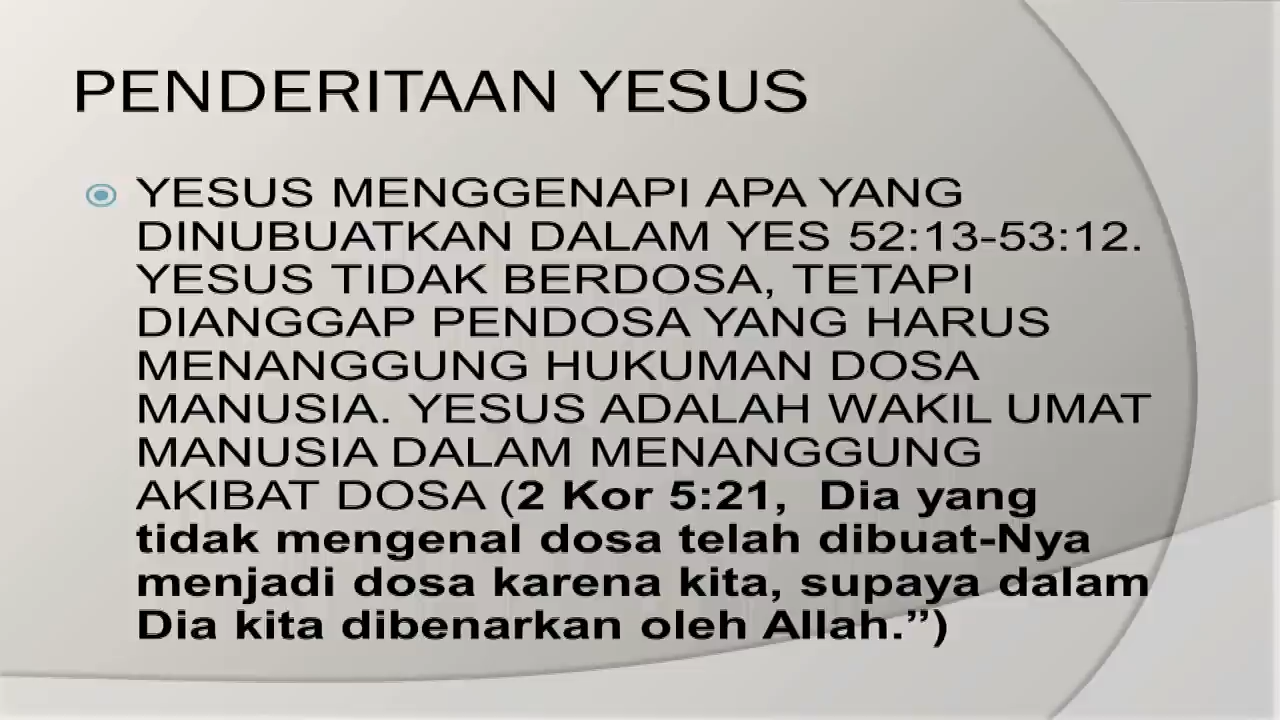 PENDERITAAN YESUS
YESUS MENGGENAPI APA YANG
DINUBUATKAN DALAM YES 52:13-53:12.
YESUS TIDAK BERDOSA, TETAPI
DIANGGAP PENDOSA YANG HARUS
MENANGGUNG HUKUMAN DOSA
MANUSIA. YESUS ADALAH WAKIL UMAT
MANUSIA DALAM MENANGGUNG
AKIBAT DOSA (2 Kor 5:21,  Dia yang
tidak mengenal dosa telah dibuat-Nya
menjadi dosa karena kita, supaya dalam
Dia kita dibenarkan oleh Allah.”)